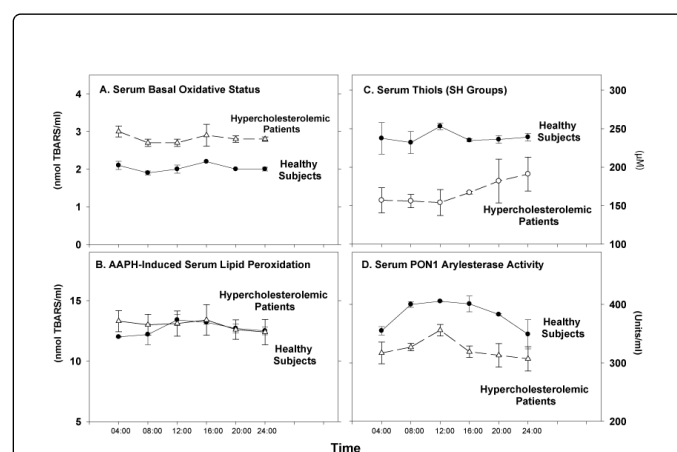 A. Serum Basal Oxidative Status
Hypercholesterolemic
Patients
Healthy
Subjects
(nmol TBARS/ml)
4
3
2
1
0
C. Serum Thiols (SH Groups)
Healthy
Subjects
Hypercholesterolemic
Patients
300
250
200
150
100
(μM)
B. AAPH-Induced Serum Lipid Peroxidation
Hypercholesterolemic
Patients
Healthy
Subjects
(nmol TBARS/ml)
15
10
5
04:00 08:00 12:00 16:00 20:00 24:00
D. Serum PON1 Arylesterase Activity
Healthy
Subjects
Hypercholesterolemic
Patients
400
300
200
(Units/ml)
04:00 08:00 12:00 16:00 20:00 24:00
Time